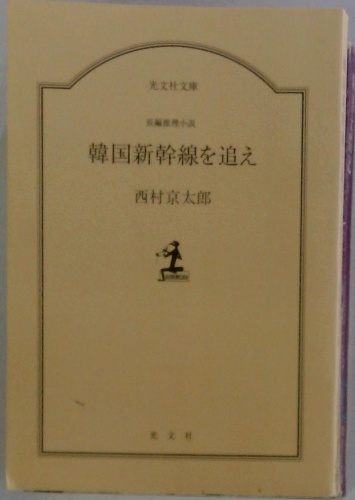 光文社文庫
長編推理小説
韓国新幹線を追え
西村京太郎
光文社